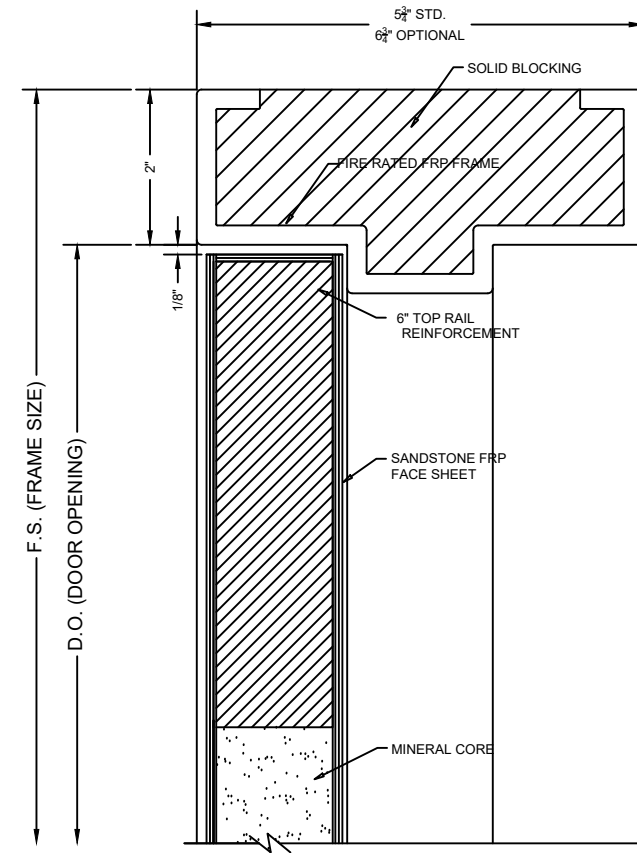 5¾" STD.
6¾" OPTIONAL
SOLID BLOCKING
2"
FIRE RATED FRP FRAME
1/8"
6" TOP RAIL
REINFORCEMENT
F.S. (FRAME SIZE)
D.O. (DOOR OPENING)
SANDSTONE FRP
FACE SHEET
MINERAL CORE